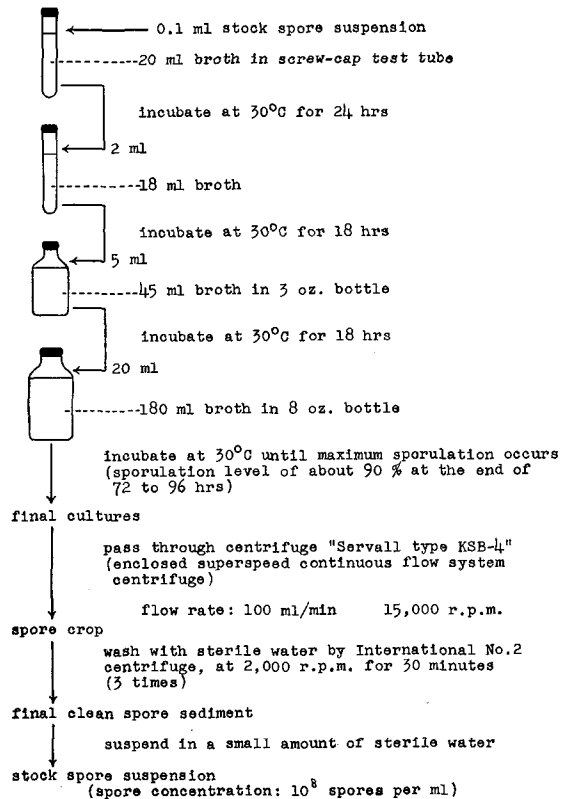 0.1 ml stock spore suspension
20 ml broth in screw-cap test tube
incubate at 30°C for 24 hrs
2 ml
18 ml broth
incubate at 30°C for 18 hrs
5 ml
45 ml broth in 3 oz. bottle
incubate at 30°C for 18 hrs
20 ml
180 ml broth in 8 oz. bottle
incubate at 30°C until maximum sporulation occurs
(sporulation level of about 90 % at the end of
72 to 96 hrs)
final cultures
pass through centrifuge "Servall type KSB-4"
(enclosed superspeed continuous flow system
centrifuge)
flow rate: 100 ml/min 15,000 r.p.m.
spore crop
wash with sterile water by International No.2
centrifuge, at 2,000 r.p.m. for 30 minutes
(3 times)
final clean spore sediment
suspend in a small amount of sterile water
stock spore suspension
(spore concentration: 10⁸ spores per ml)